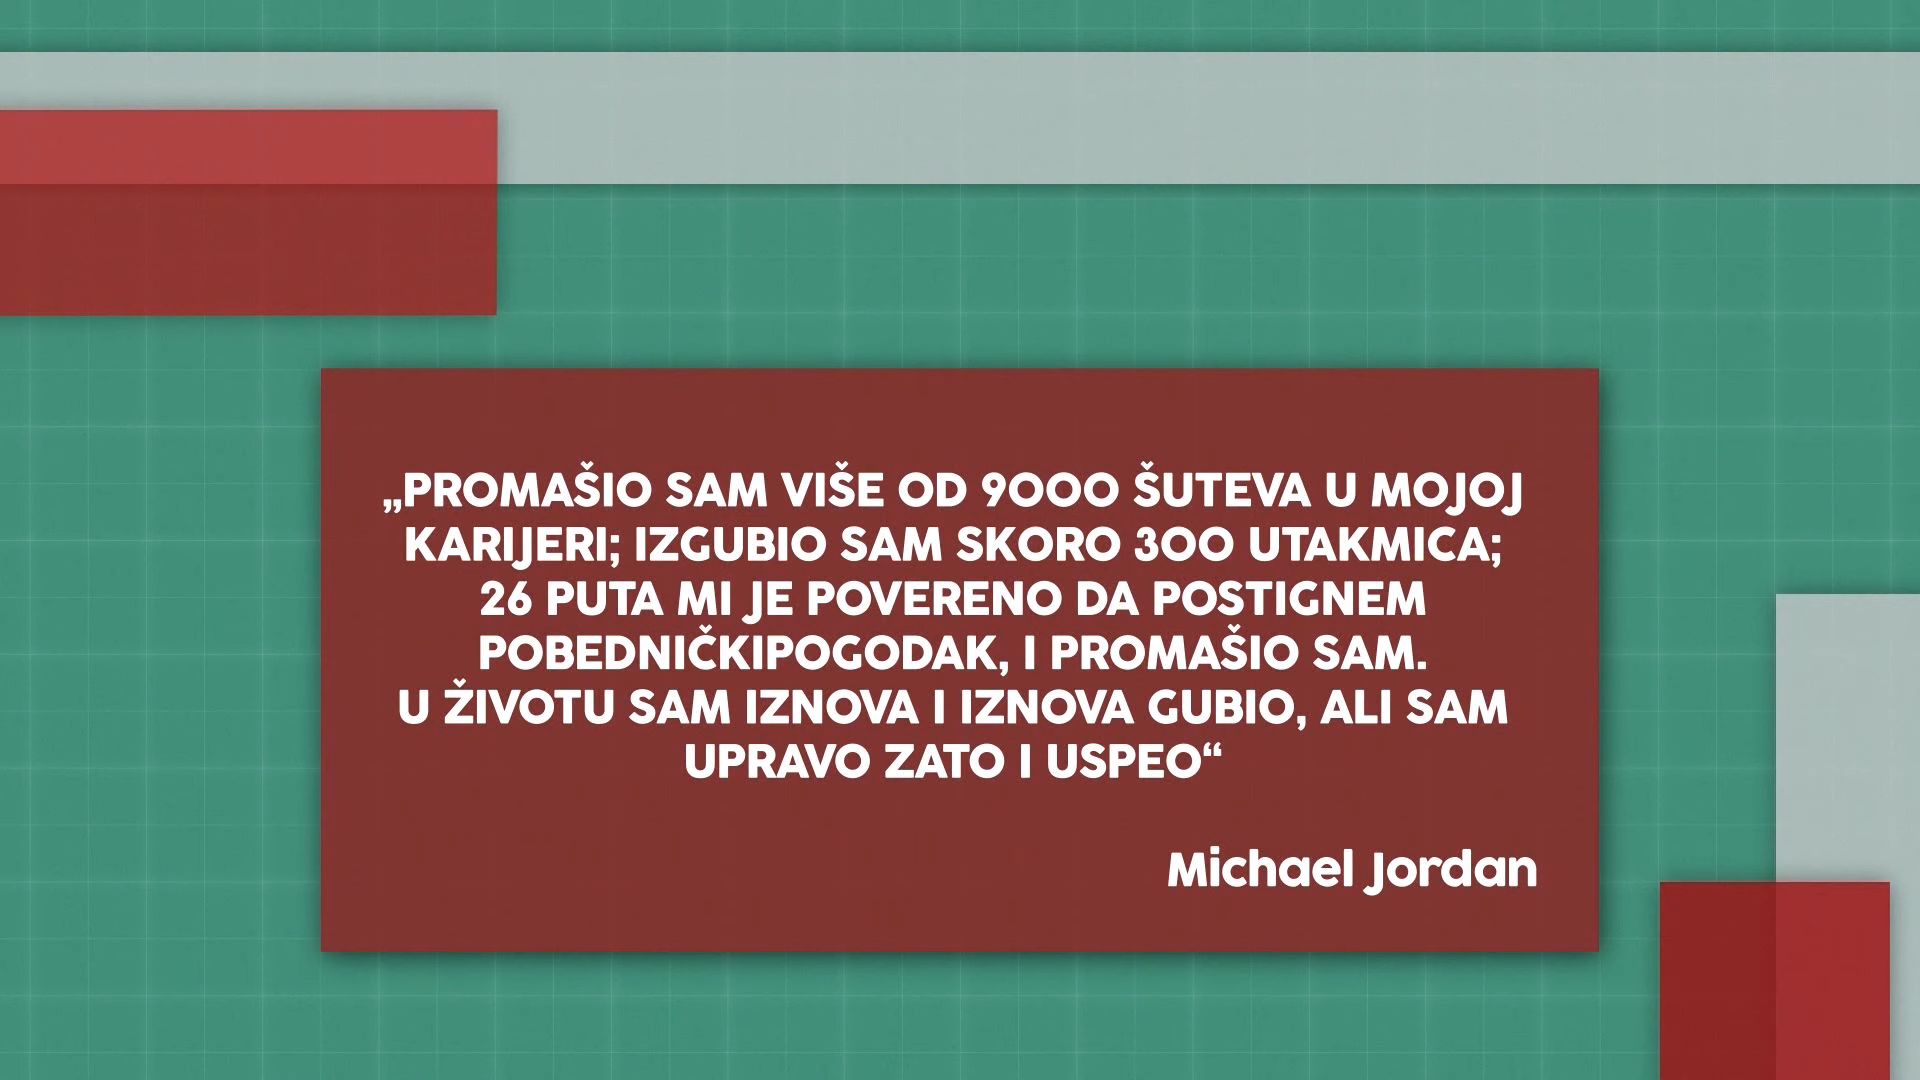 „PROMAŠIO SAM VIŠE OD 9000 ŠUTEVA U MOJOJ
KARIJERI; IZGUBIO SAM SKORO 300 UTAKMICA;
26 PUTA MI JE POVERENO DA POSTIGNEM
POBEDNIČKIPOGODAK, I PROMAŠIO SAM.
U ŽIVOTU SAM IZNOVA I IZNOVA GUBIO, ALI SAM
UPRAVO ZATO I USPEO“
Michael Jordan